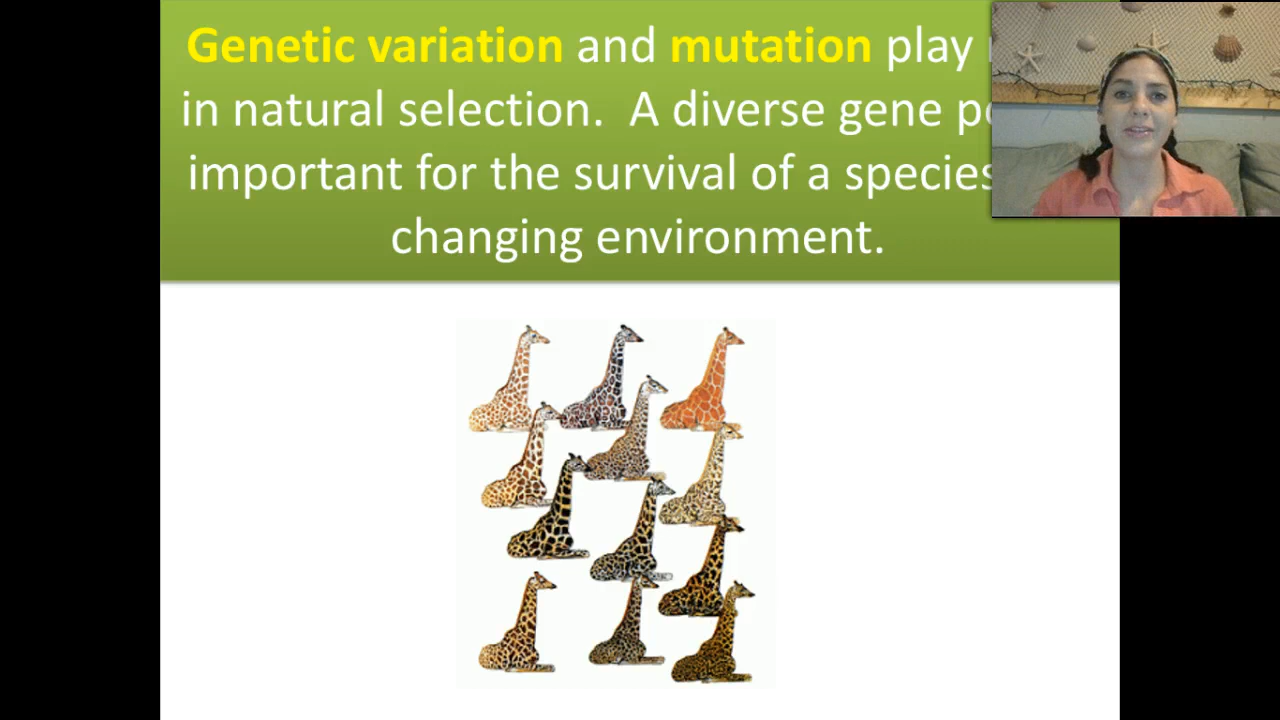 Genetic variation and mutation play
in natural selection. A diverse gene
important for the survival of a species
changing environment.